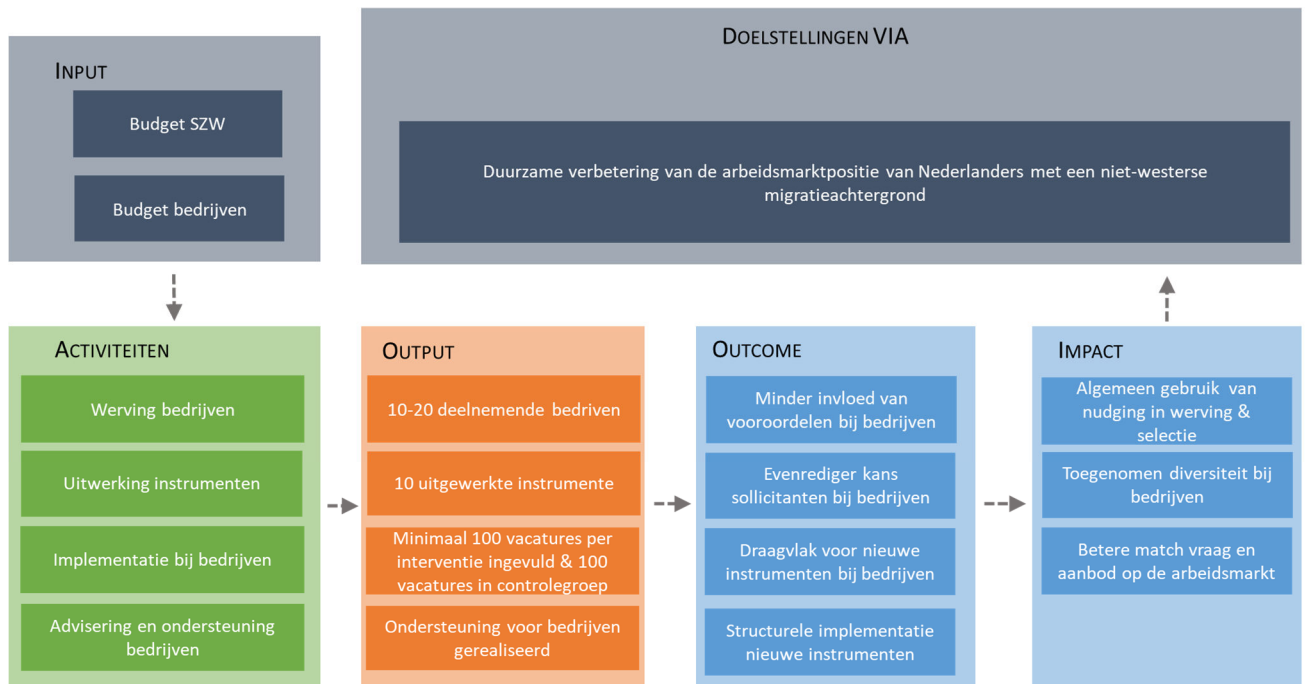 INPUT
Budget SZW
Budget bedrijven
DOELSTELLINGEN VIA
Duurzame verbetering van de arbeidsmarktpositie van Nederlanders met een niet-westerse
migratieachtergrond
ACTIVITEITEN
Werving bedrijven
Uitwerking instrumenten
Implementatie bij bedrijven
Advisering en ondersteuning
bedrijven
OUTPUT
10-20 deelnemende bedriven
10 uitgewerkte instrumente
Minimaal 100 vacatures per
interventie ingevuld & 100
vacatures in controlegroep
Ondersteuning voor bedrijven
gerealiseerd
OUTCOME
Minder invloed van
vooroordelen bij bedrijven
Evenrediger kans
sollicitanten bij bedrijven
Draagvlak voor nieuwe
instrumenten bij bedrijven
Structurele implementatie
nieuwe instrumenten
IMPACT
Algemeen gebruik van
nudging in werving &
selectie
Toegenomen diversiteit bij
bedrijven
Betere match vraag en
aanbod op de arbeidsmarkt